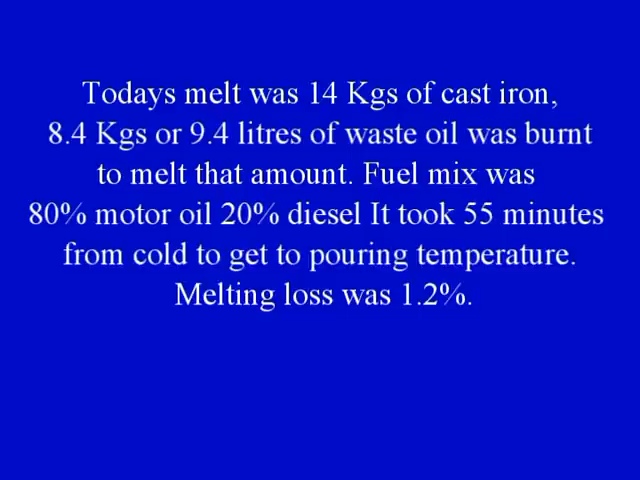 Todays melt was 14 Kgs of cast iron,
8.4 Kgs or 9.4 litres of waste oil was burnt
to melt that amount. Fuel mix was
80% motor oil 20% diesel It took 55 minutes
from cold to get to pouring temperature.
Melting loss was 1.2%.